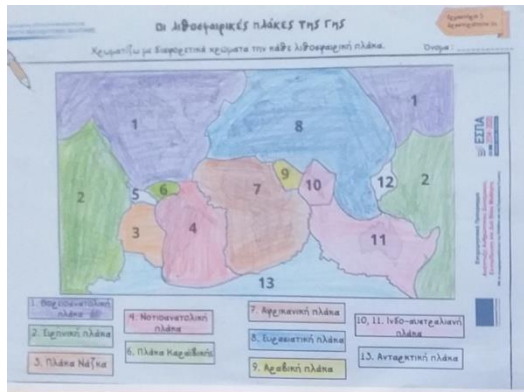 Οι λιθοσφαιρικές πλάκες της Γης
Χρωματίζω με διαφορετικά χρώματα την κάθε λιθοσφαιρική πλάκα.
Όνομα:
1
1
8
2
5
6
7
9
10
12
2
3
4
11
13
1. Βορειοανατολική πλάκα
2. Ειρηνική πλάκα
3. Πλάκα Νάζκα
4. Νοτιοανατολική πλάκα
6. Πλάκα Καραϊβικής
7. Αφρικανική πλάκα
8. Ευρασιατική πλάκα
9. Αραβική πλάκα
10, 11. Ινδο-αυστραλιανή πλάκα
13. Ανταρκτική πλάκα
ΕΣΠΑ